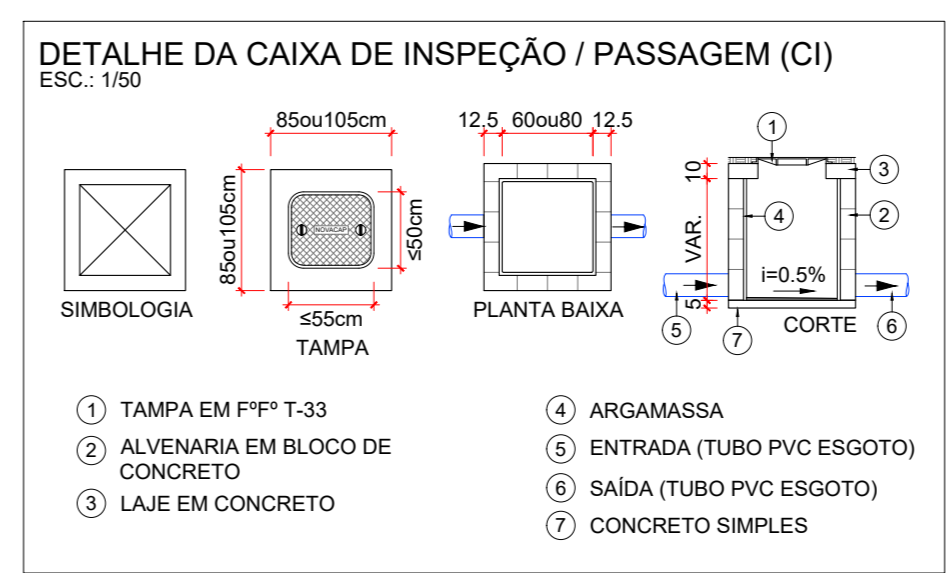 DETALHE DA CAIXA DE INSPEÇÃO / PASSAGEM (CI)
ESC.: 1/50
SIMBOLOGIA
85ou105cm
85ou105cm
NOVACAP
≤50cm
≤55cm
TAMPA
12.5 60ou80 12.5
PLANTA BAIXA
1
10
3
4
2
VAR.
i=0.5%
5
5
7
CORTE
6
1 TAMPA EM FºFº T-33
2 ALVENARIA EM BLOCO DE
CONCRETO
3 LAJE EM CONCRETO
4 ARGAMASSA
5 ENTRADA (TUBO PVC ESGOTO)
6 SAÍDA (TUBO PVC ESGOTO)
7 CONCRETO SIMPLES